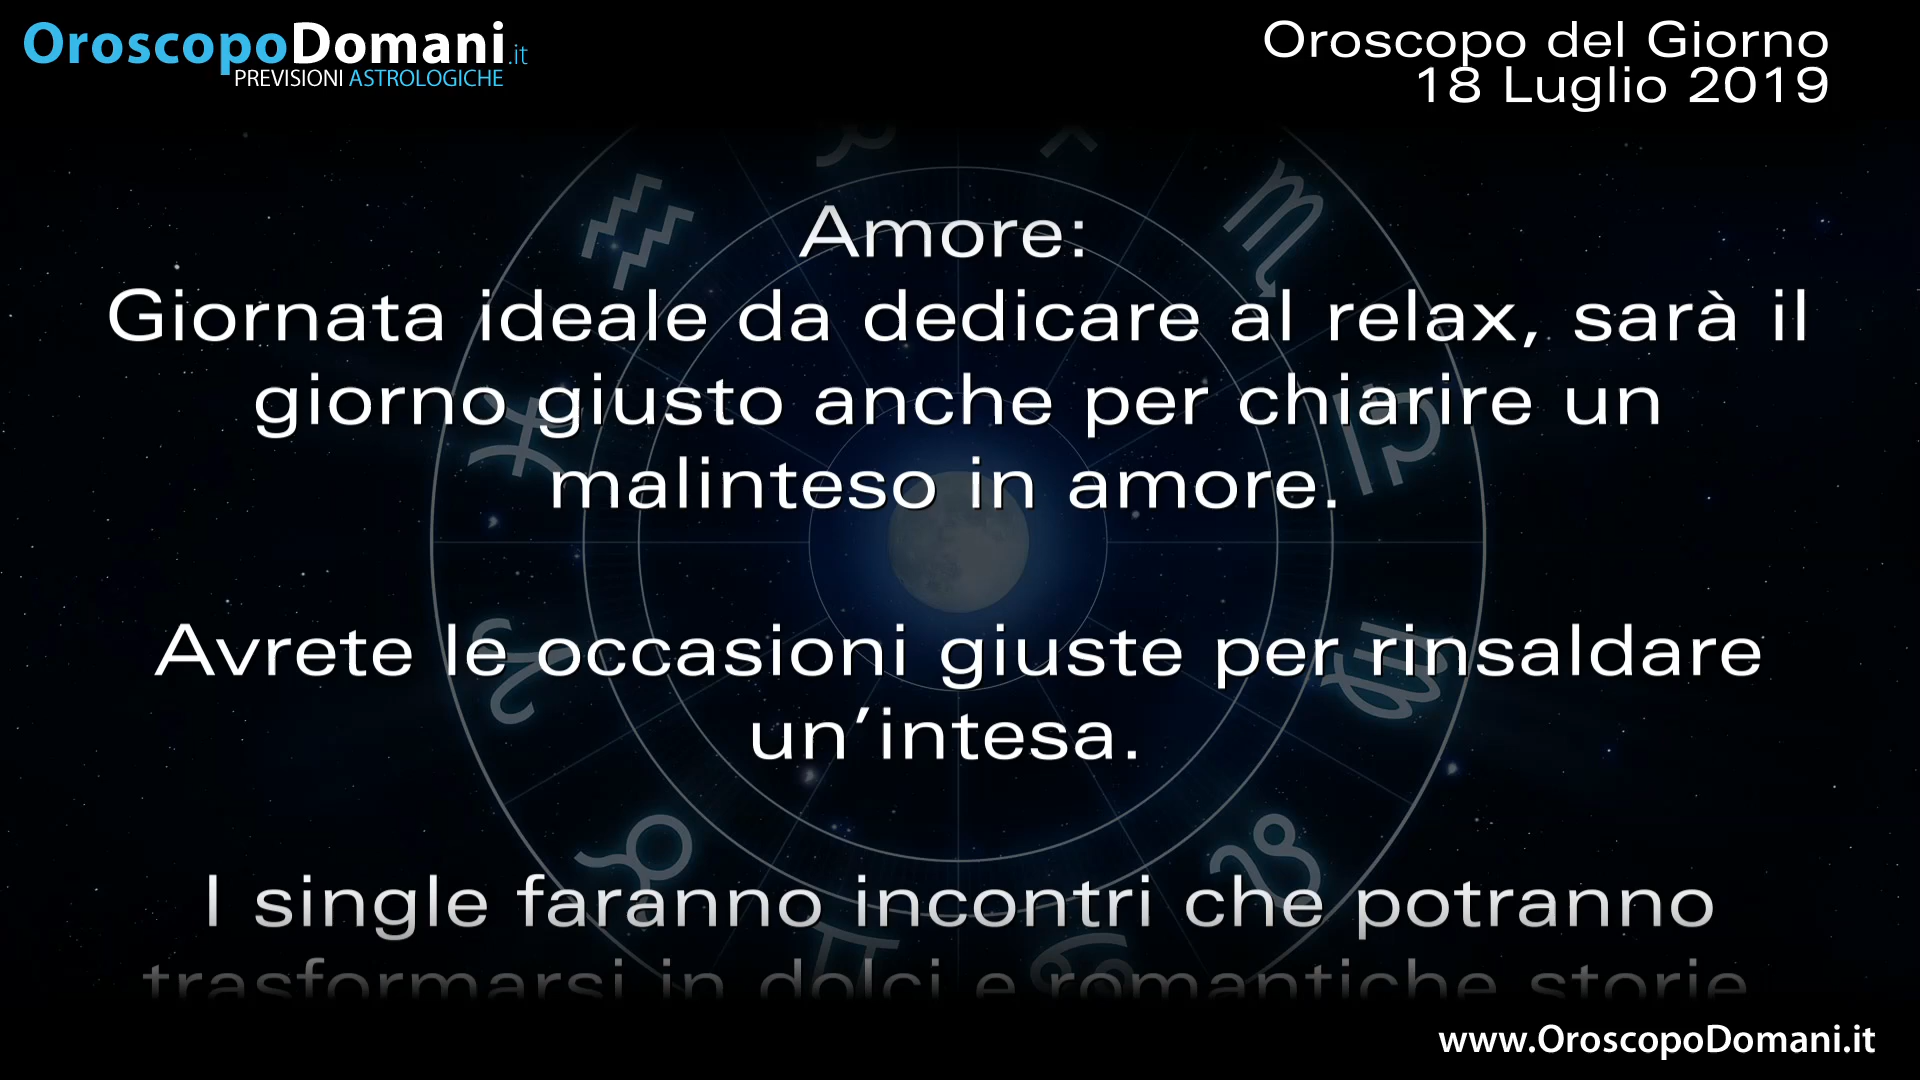 OroscopoDomani.it
PREVISIONI ASTROLOGICHE
Oroscopo del Giorno
18 Luglio 2019
Amore:
Giornata ideale da dedicare al relax, sarà il
giorno giusto anche per chiarire un
malinteso in amore.
Avrete le occasioni giuste per rinsaldare
un’intesa.
I single faranno incontri che potranno
trasformarsi in dolci e romantiche storie
www.OroscopoDomani.it